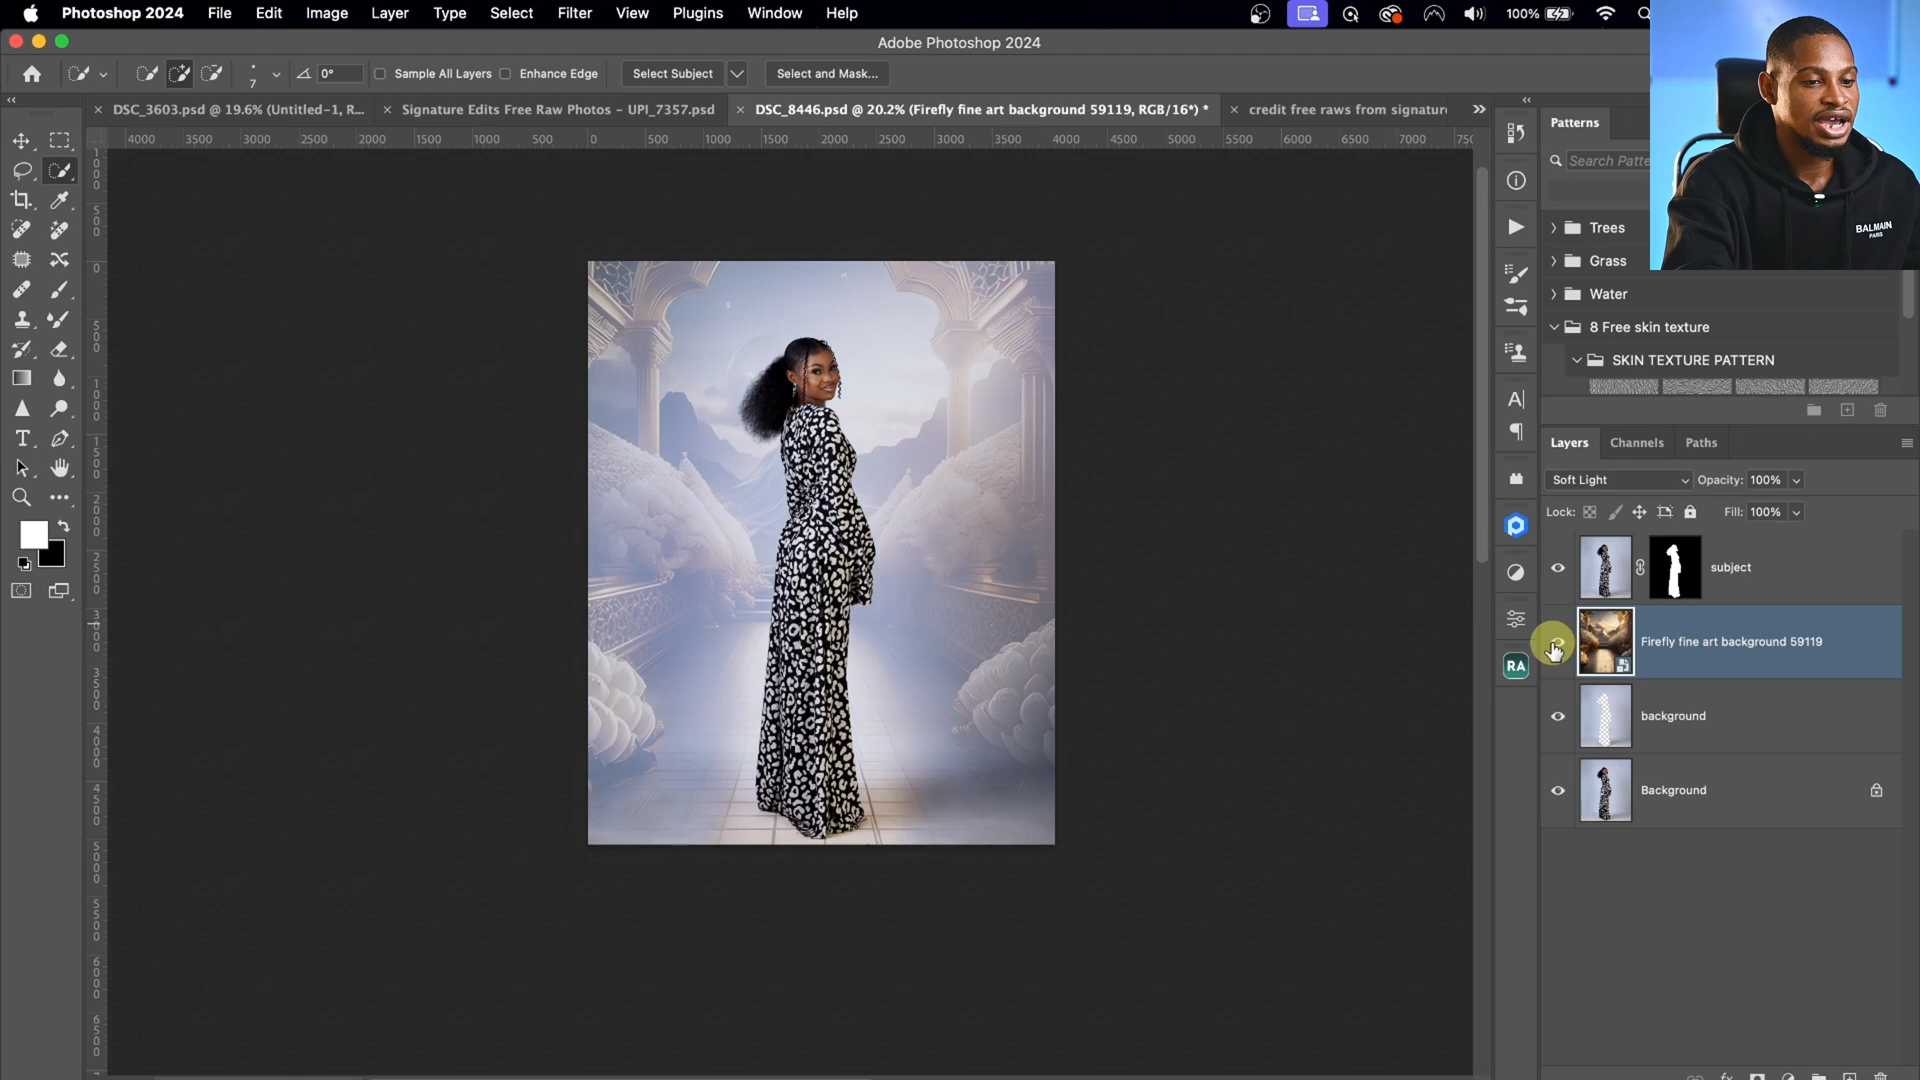 Photoshop 2024 File Edit Image Layer Type Select Filter View Plugins Window Help 100%
Adobe Photoshop 2024
7 0° Sample All Layers Enhance Edge Select Subject Select and Mask...
DSC_3603.psd @ 19.6% (Untitled-1, R... Signature Edits Free Raw Photos - UPI_7357.psd DSC_8446.psd @ 20.2% (Firefly fine art background 59119, RGB/16*) * credit free raws from signature
4000 3500 3000 2500 2000 1500 1000 500 0 500 1000 1500 2000 2500 3000 3500 4000 4500 5000 5500 6000 6500 7000 750
Patterns
Search Patte
BALMAIN
PARIS
Trees
Grass
Water
8 Free skin texture
SKIN TEXTURE PATTERN
Layers Channels Paths
Soft Light Opacity: 100%
Lock: Fill: 100%
subject
Firefly fine art background 59119
RA
background
Background